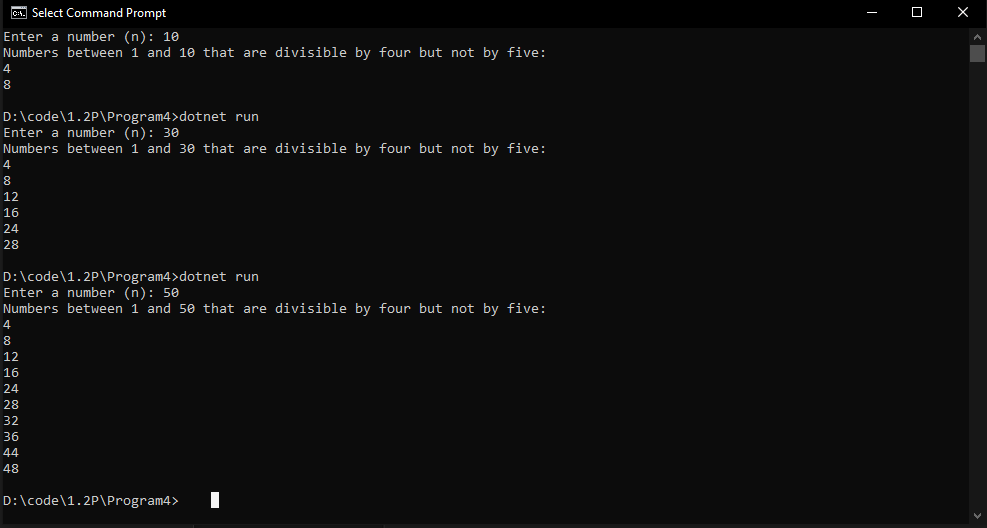 Select Command Prompt
Enter a number (n): 10
Numbers between 1 and 10 that are divisible by four but not by five:
4
8
D:\code\1.2P\Program4>dotnet run
Enter a number (n): 30
Numbers between 1 and 30 that are divisible by four but not by five:
4
8
12
16
24
28
D:\code\1.2P\Program4>dotnet run
Enter a number (n): 50
Numbers between 1 and 50 that are divisible by four but not by five:
4
8
12
16
24
28
32
36
44
48
D:\code\1.2P\Program4>